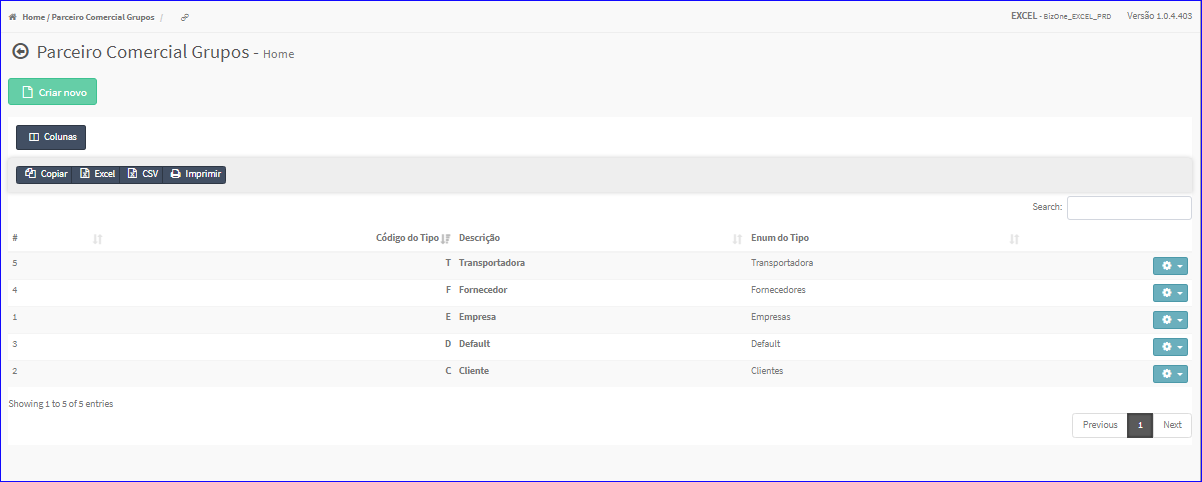 Home / Parceiro Comercial Grupos /
EXCEL - BizOne_EXCEL_PRD Versão 1.0.4.403
Parceiro Comercial Grupos - Home
Criar novo
Colunas
Copiar Excel CSV Imprimir
Search:
# Código do Tipo Descrição Enum do Tipo
5 T Transportadora Transportadora
4 F Fornecedor Fornecedores
1 E Empresa Empresas
3 D Default Default
2 C Cliente Clientes
Showing 1 to 5 of 5 entries
Previous 1 Next